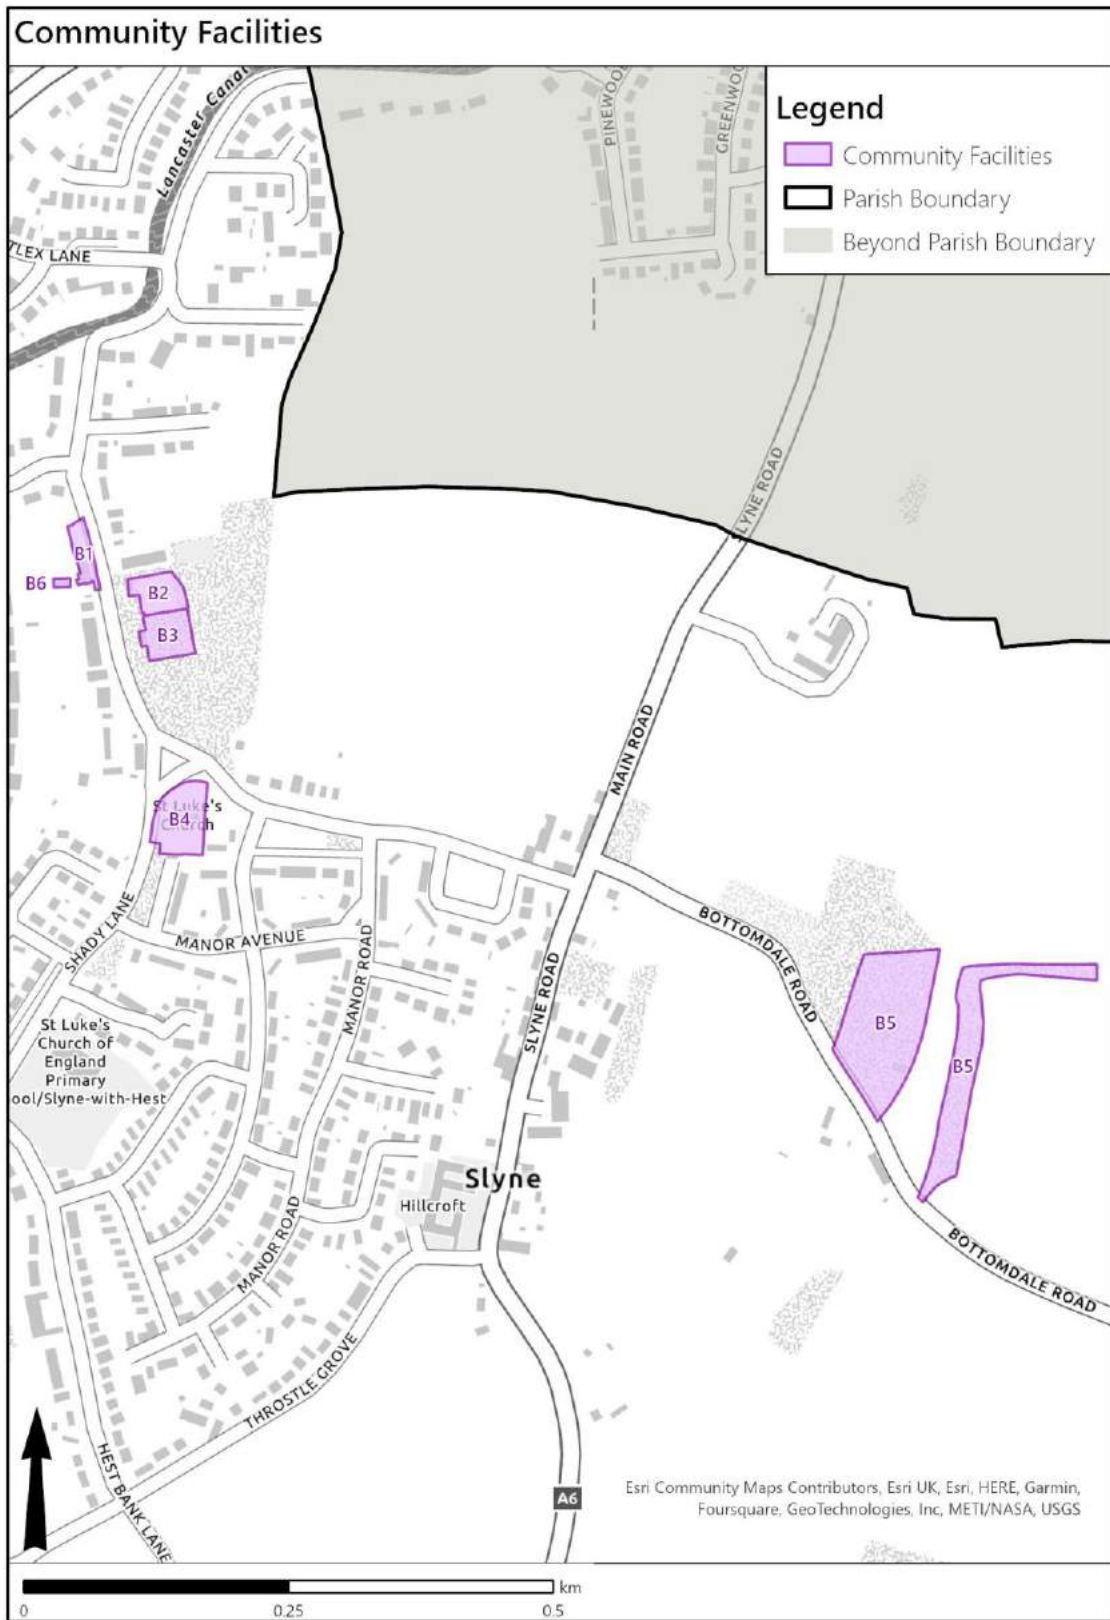 Community Facilities
Legend
Community Facilities
Parish Boundary
Beyond Parish Boundary
Lancaster Canal
PINEWOOD
GREENWOO
TLEX LANE
SLYNE ROAD
B1
B6
B2
B3
MAIN ROAD
St Luke's
Church
B4
SHADY LANE
MANOR AVENUE
MANOR ROAD
SLYNE ROAD
BOTTOMDALE ROAD
B5
B5
St Luke's
Church of
England
Primary
ool/Slyne-with-Hest
Slyne
Hillcroft
MANOR ROAD
BOTTOMDALE ROAD
THROSTLE GROVE
HEST BANK LANE
A6
Esri Community Maps Contributors, Esri UK, Esri, HERE, Garmin,
Foursquare, GeoTechnologies, Inc, METI/NASA, USGS
km
0 0.25 0.5